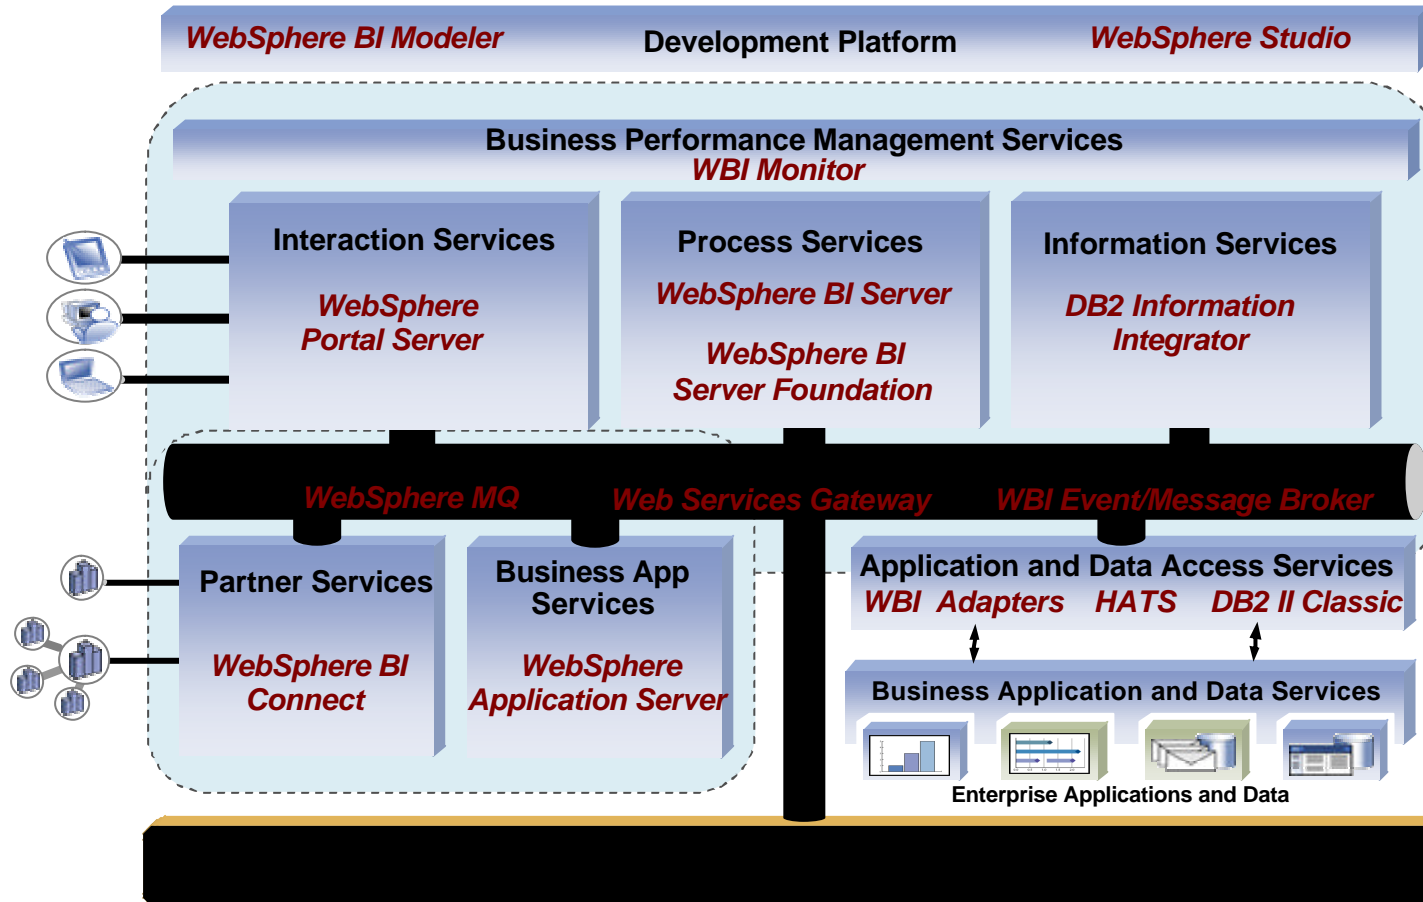 WebSphere BI Modeler Development Platform WebSphere Studio
Business Performance Management Services
WBI Monitor
Interaction Services
WebSphere
Portal Server
Process Services
WebSphere BI Server
WebSphere BI
Server Foundation
Information Services
DB2 Information
Integrator
WebSphere MQ Web Services Gateway WBI Event/Message Broker
Partner Services
WebSphere BI
Connect
Business App
Services
WebSphere
Application Server
Application and Data Access Services
WBI Adapters HATS DB2 II Classic
Business Application and Data Services
Enterprise Applications and Data